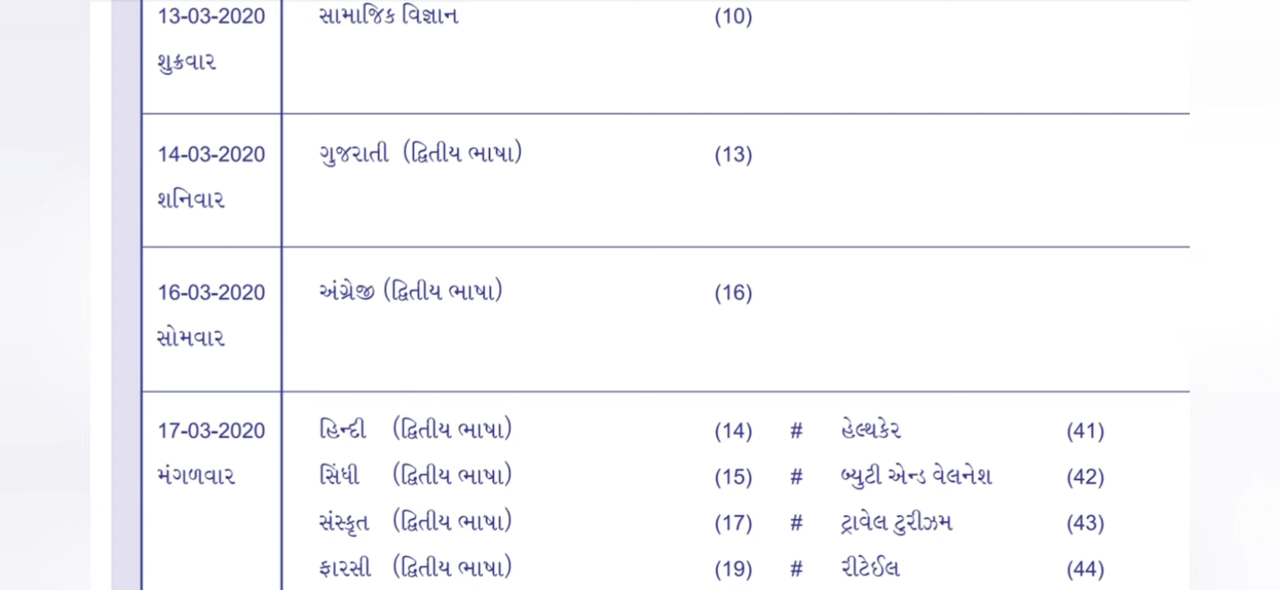 13-03-2020 સામાજિક વિજ્ઞાન (10)
શુક્રવાર
14-03-2020 ગુજરાતી (દ્વિતીય ભાષા) (13)
શનિવાર
16-03-2020 અંગ્રેજી (દ્વિતીય ભાષા) (16)
સોમવાર
17-03-2020 હિન્દી (દ્વિતીય ભાષા) (14) # હેલ્થકેર (41)
મંગળવાર સિંધી (દ્વિતીય ભાષા) (15) # બ્યુટી એન્ડ વેલનેશ (42)
સંસ્કૃત (દ્વિતીય ભાષા) (17) # ટ્રાવેલ ટુરીઝમ (43)
ફારસી (દ્વિતીય ભાષા) (19) # રીટેઈલ (44)